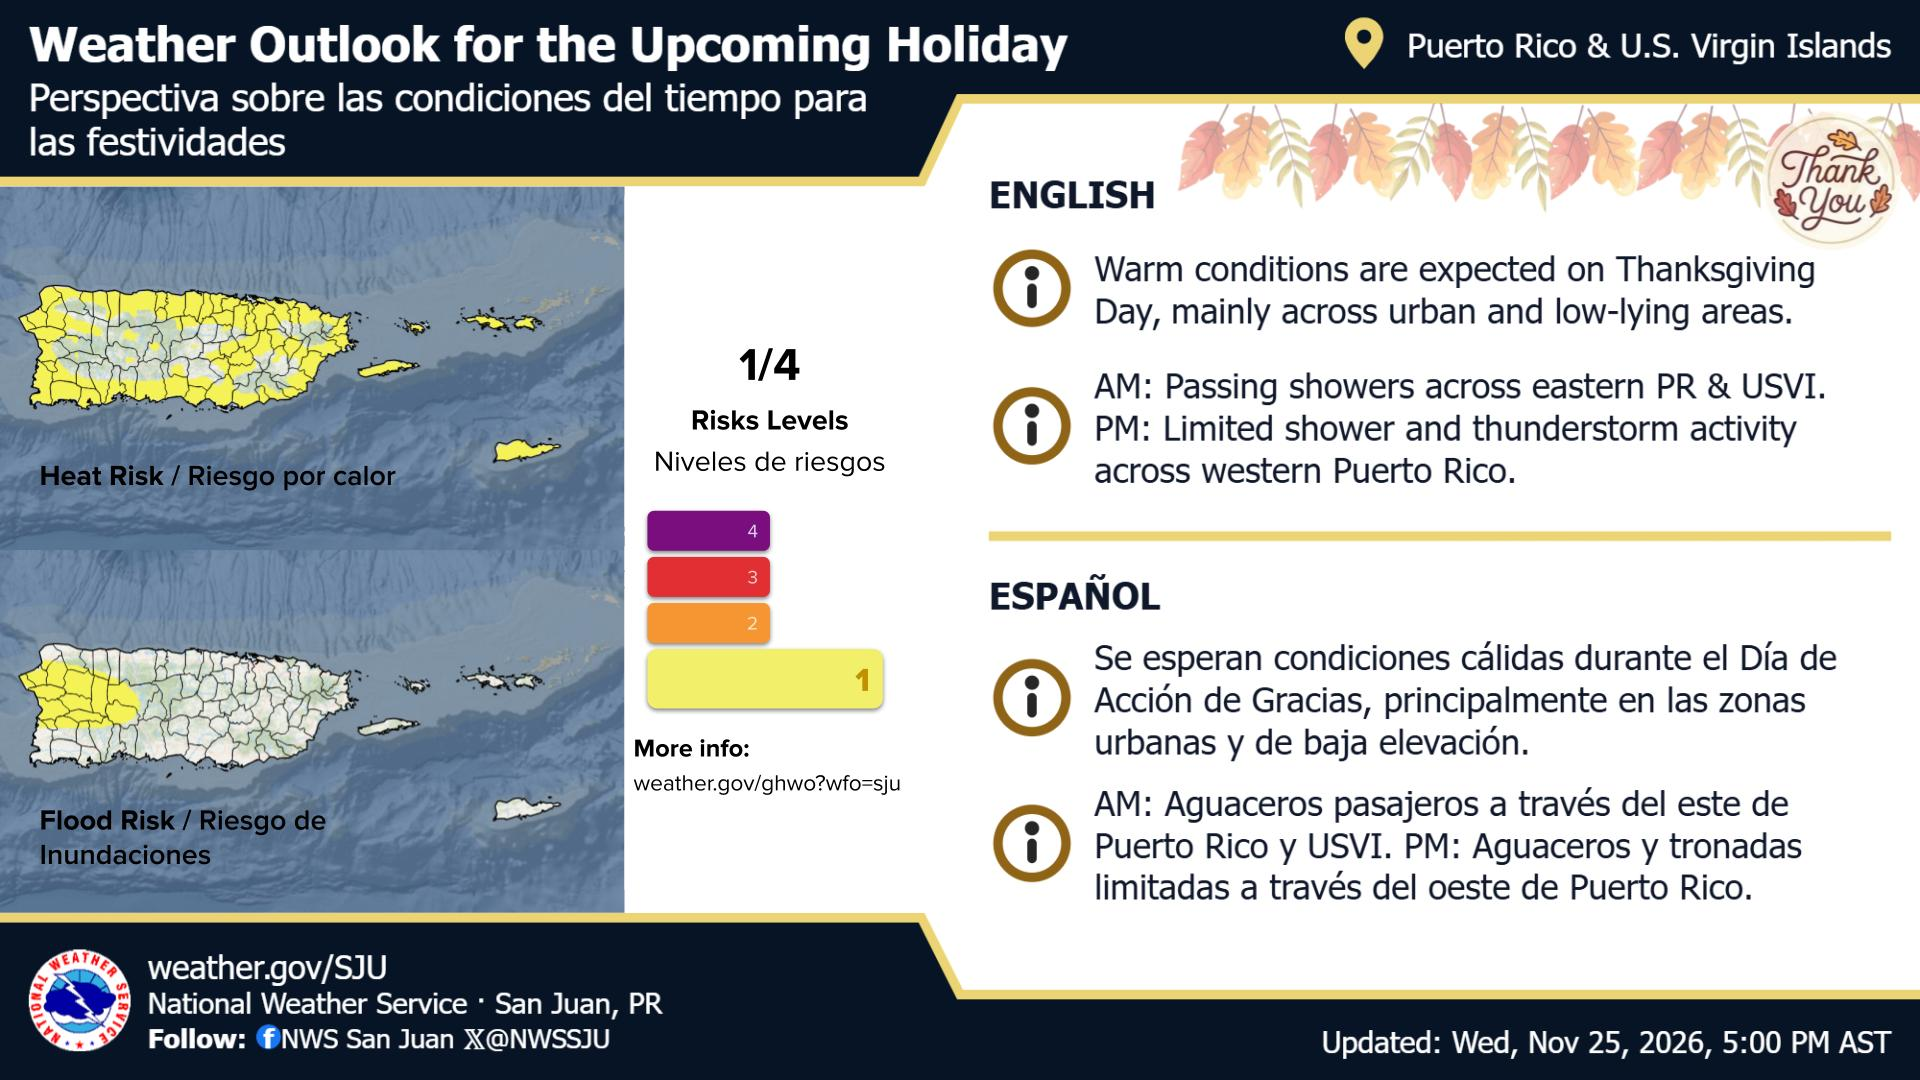 Weather Outlook for the Upcoming Holiday
Perspectiva sobre las condiciones del tiempo para
las festividades
Puerto Rico & U.S. Virgin Islands
Thank
You
Heat Risk / Riesgo por calor
Flood Risk / Riesgo de
Inundaciones
1/4
Risks Levels
Niveles de riesgos
4
3
2
1
More info:
weather.gov/ghwo?wfo=sju
ENGLISH
Warm conditions are expected on Thanksgiving
Day, mainly across urban and low-lying areas.
AM: Passing showers across eastern PR & USVI.
PM: Limited shower and thunderstorm activity
across western Puerto Rico.
ESPAÑOL
Se esperan condiciones cálidas durante el Día de
Acción de Gracias, principalmente en las zonas
urbanas y de baja elevación.
AM: Aguaceros pasajeros a través del este de
Puerto Rico y USVI. PM: Aguaceros y tronadas
limitadas a través del oeste de Puerto Rico.
NATIONAL WEATHER SERVICE
weather.gov/SJU
National Weather Service · San Juan, PR
Follow: NWS San Juan 𝕏@NWSSJU
Updated: Wed, Nov 25, 2026, 5:00 PM AST